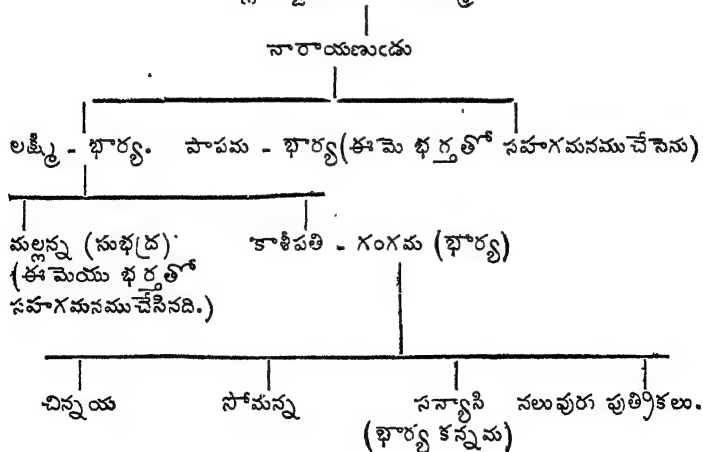 నారాయణుఁడు
లక్ష్మి - భార్య. పాపమ - భార్య (ఈమె భర్తతో సహగమనముచేసెను)
మల్లన్న (సుభద్ర) కాశీపతి - గంగమ (భార్య)
(ఈమెయు భర్తతో
సహగమనముచేసినది.)
చిన్నయ సోమన్న సన్యాసి నలువురు పుత్రికలు.
(భార్య కన్నమ)